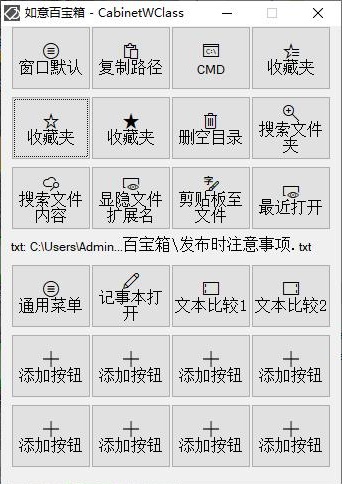 如意百宝箱 - CabinetWClass
窗口默认 复制路径 CMD 收藏夹
收藏夹 收藏夹 删空目录 搜索文件
夹
搜索文件 显隐文件 剪贴板至 最近打开
内容 扩展名 文件
txt: C:\Users\Admin...百宝箱\发布时注意事项.txt
通用菜单 记事本打 文本比较1 文本比较2
开
添加按钮 添加按钮 添加按钮 添加按钮
添加按钮 添加按钮 添加按钮 添加按钮